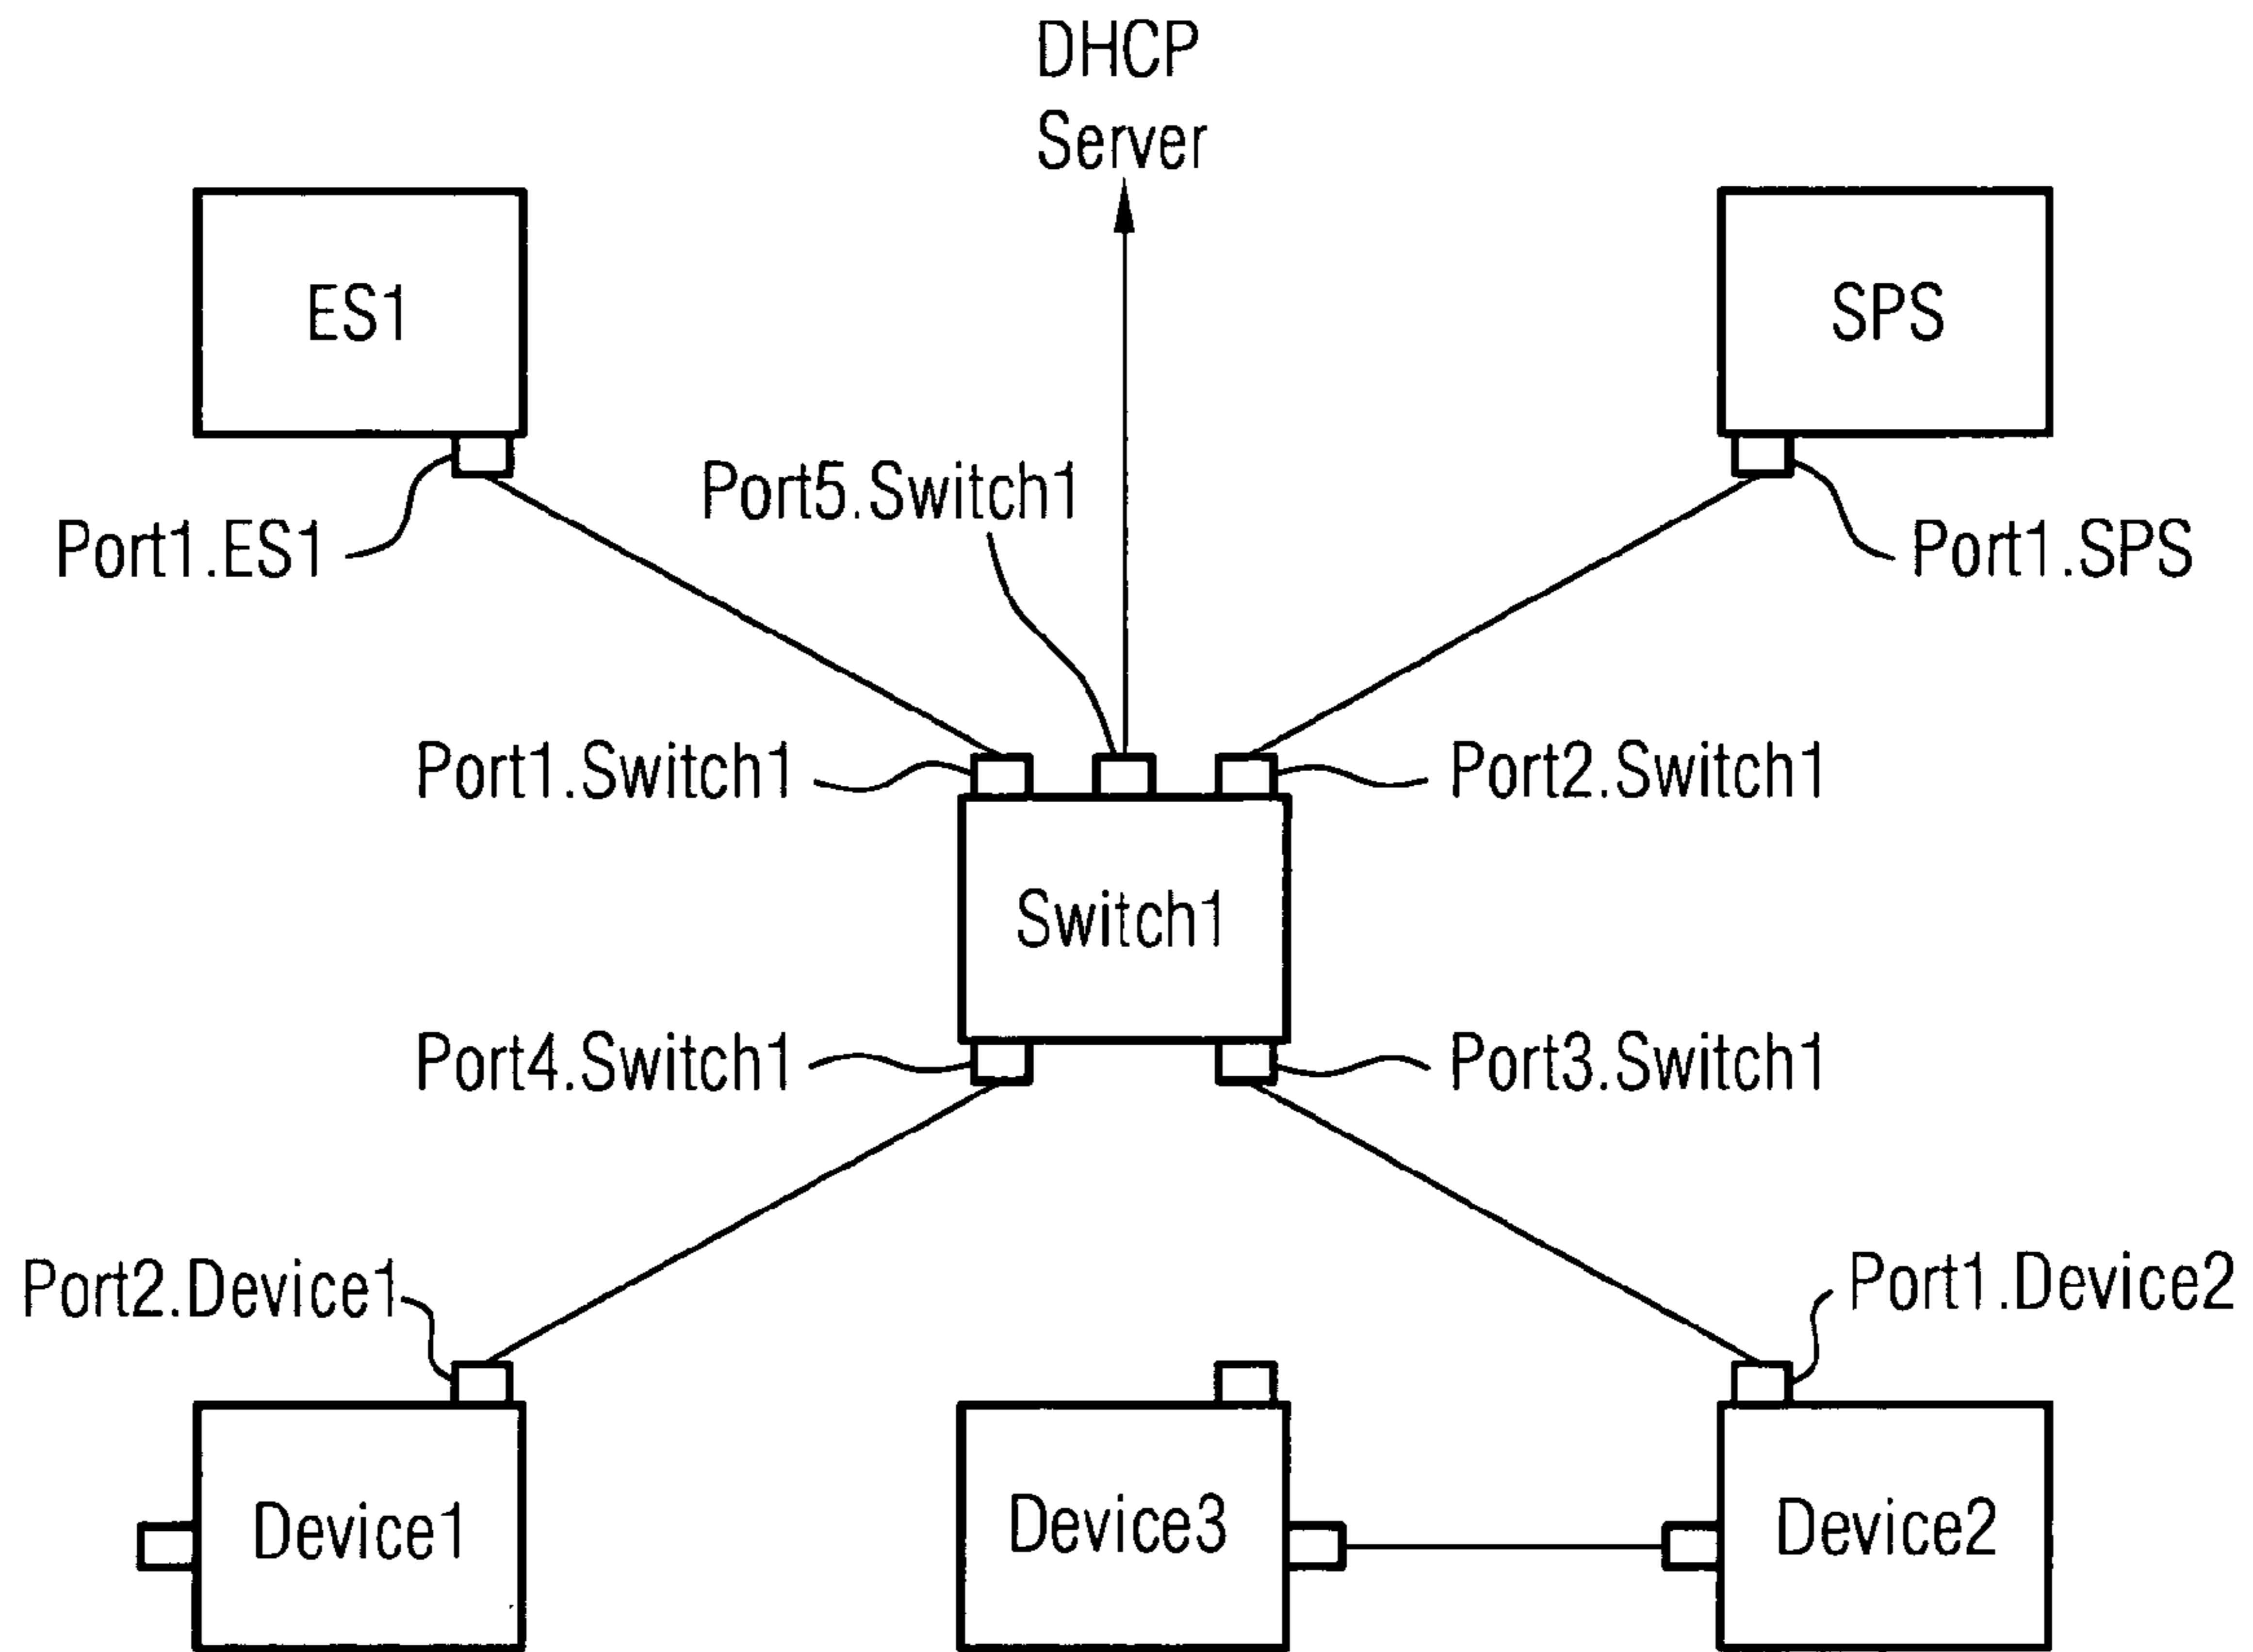 DHCP
Server
ES1
SPS
Port5.Switch1
Port1.ES1
Port1.SPS
Port1.Switch1
Port2.Switch1
Switch1
Port4.Switch1
Port3.Switch1
Port2.Device1
Port1.Device2
Device1
Device3
Device2